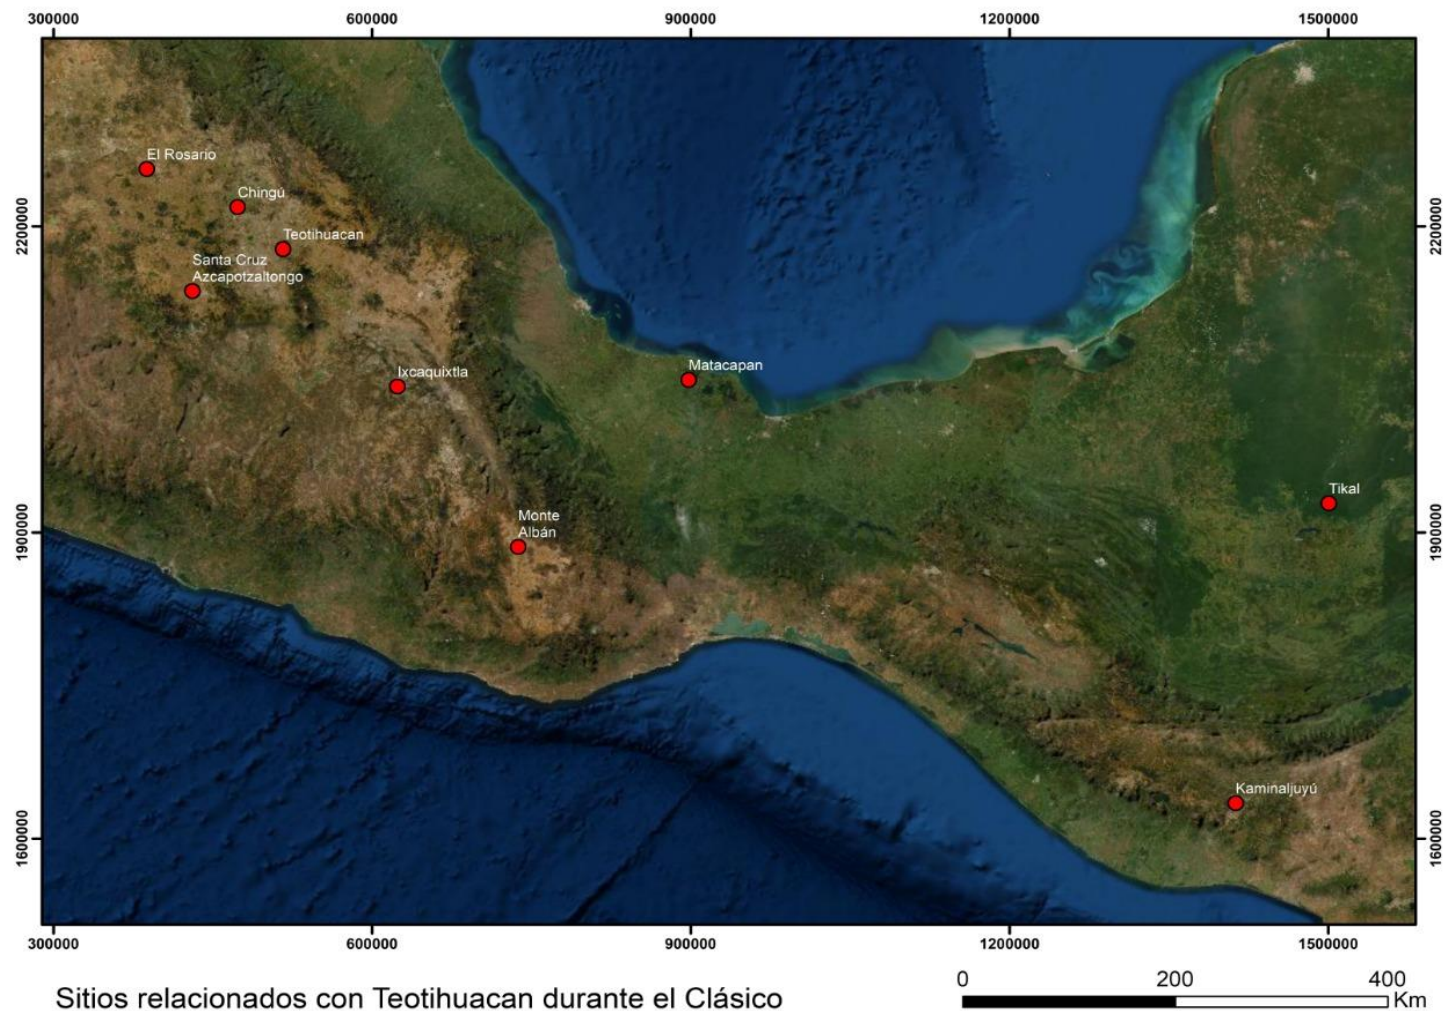 300000 600000 900000 1200000 1500000
El Rosario
Chingú
2200000
2200000
Teotihuacan
Santa Cruz
Azcapotzaltongo
Matacapan
Ixcaquixtla
Tikal
Monte
Albán
1900000
1900000
Kaminaljuyú
1600000
1600000
300000 600000 900000 1200000 1500000
0 200 400
Km
Sitios relacionados con Teotihuacan durante el Clásico